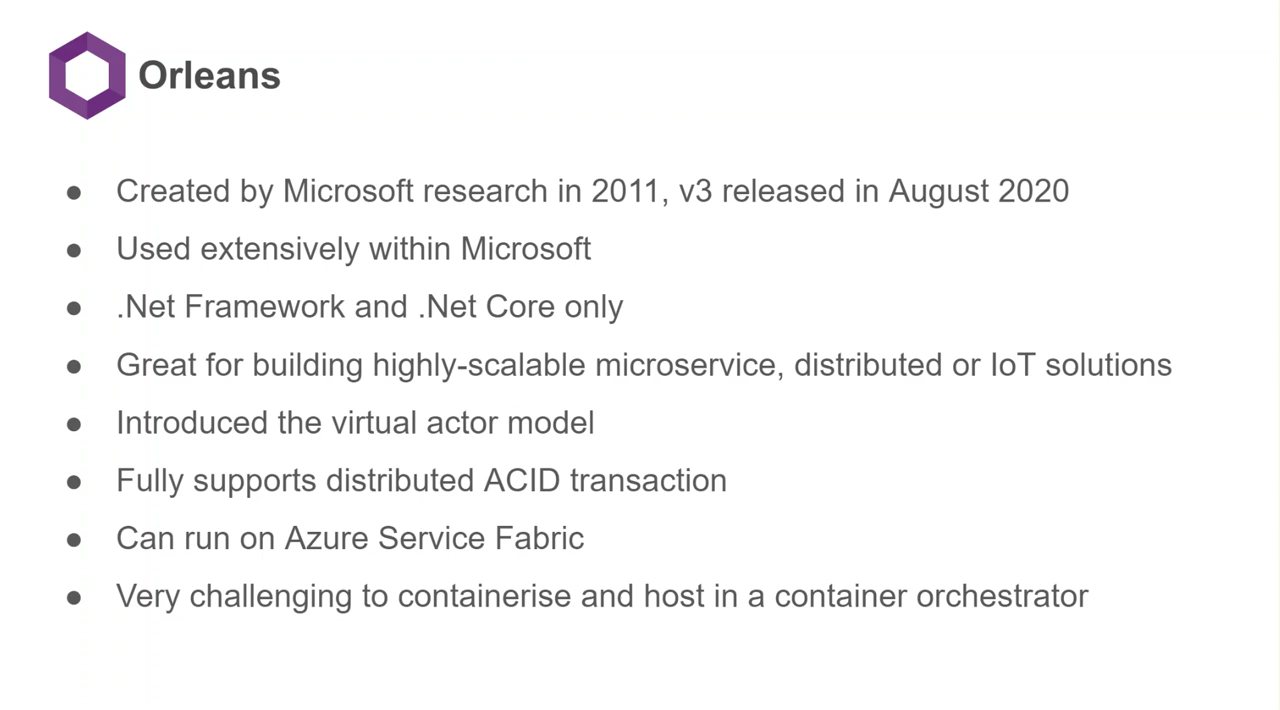 Orleans
● Created by Microsoft research in 2011, v3 released in August 2020
● Used extensively within Microsoft
● .Net Framework and .Net Core only
● Great for building highly-scalable microservice, distributed or IoT solutions
● Introduced the virtual actor model
● Fully supports distributed ACID transaction
● Can run on Azure Service Fabric
● Very challenging to containerise and host in a container orchestrator